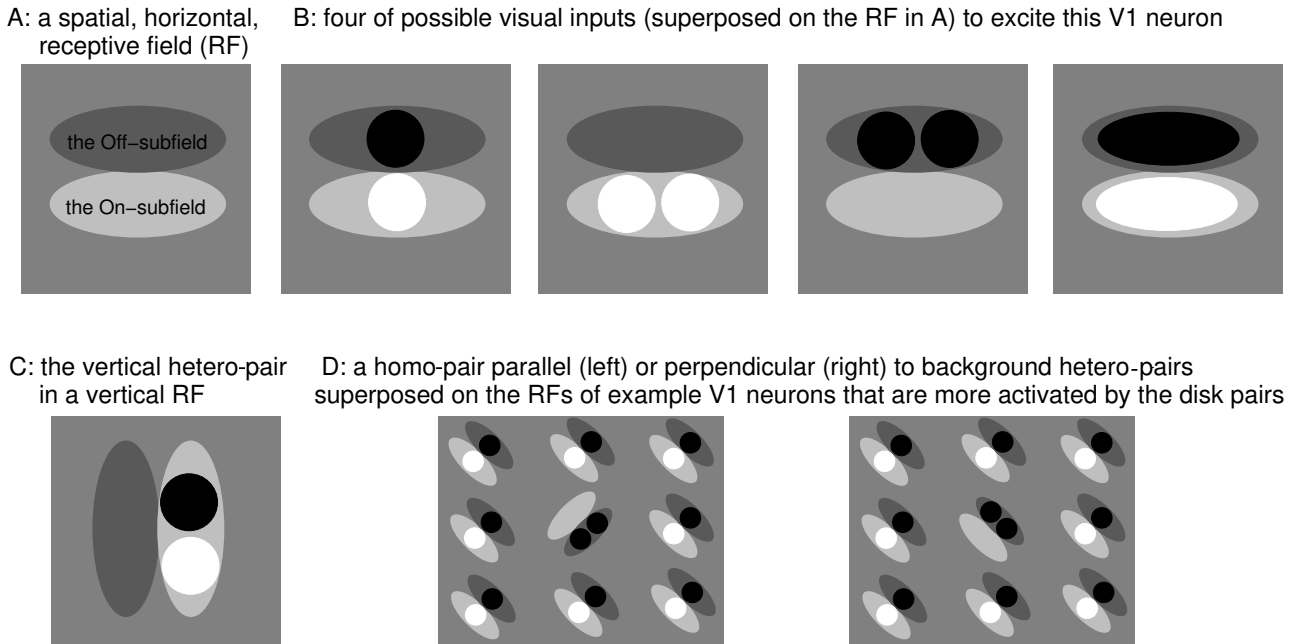 A: a spatial, horizontal,
receptive field (RF)
B: four of possible visual inputs (superposed on the RF in A) to excite this V1 neuron
the Off−subfield
the On−subfield
C: the vertical hetero-pair
in a vertical RF
D: a homo-pair parallel (left) or perpendicular (right) to background hetero-pairs
superposed on the RFs of example V1 neurons that are more activated by the disk pairs